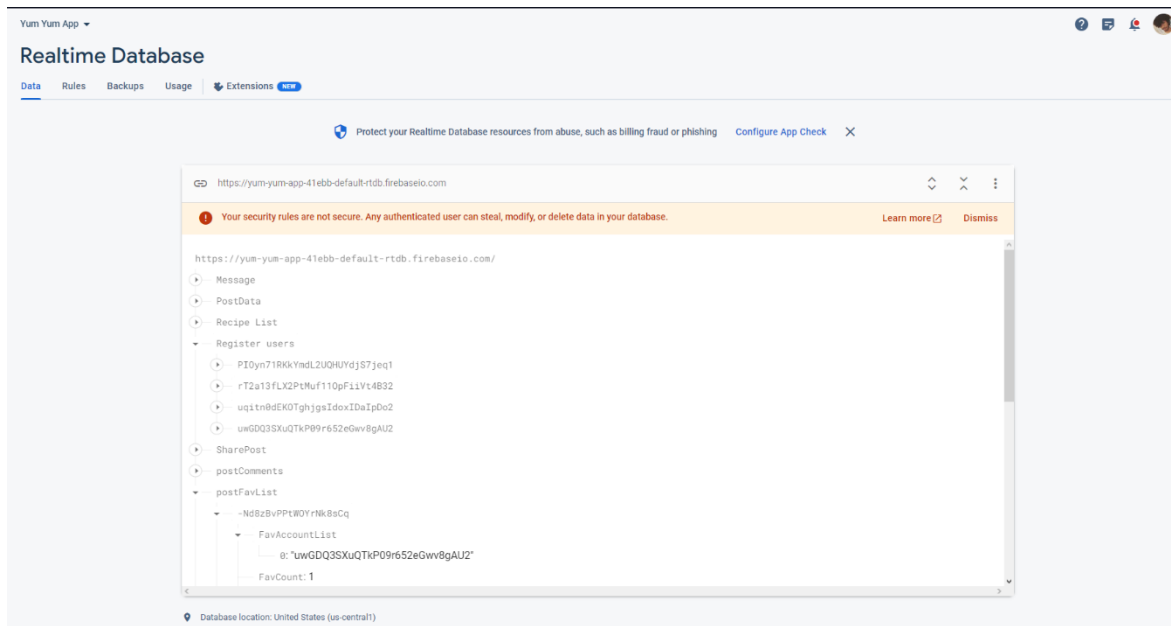 Yum Yum App
Realtime Database
Data Rules Backups Usage Extensions NEW
Protect your Realtime Database resources from abuse, such as billing fraud or phishing Configure App Check
https://yum-yum-app-41ebb-default-rtdb.firebaseio.com
Your security rules are not secure. Any authenticated user can steal, modify, or delete data in your database. Learn more Dismiss
https://yum-yum-app-41ebb-default-rtdb.firebaseio.com/
Message
PostData
Recipe List
Register users
PIOyn71RKkYmdL2UQHUYdjS7jeq1
rT2a13fLX2PtMuf11OpFiiVt4B32
uqitn0dEKOTghjgsIdoxIDaIpDo2
uwGDQ3SXuQTkP09r652eGwv8gAU2
SharePost
postComments
postFavList
-Nd8zBvPPtWOYrNk8sCq
FavAccountList
0: "uwGDQ3SXuQTkP09r652eGwv8gAU2"
FavCount: 1
Database location: United States (us-central1)